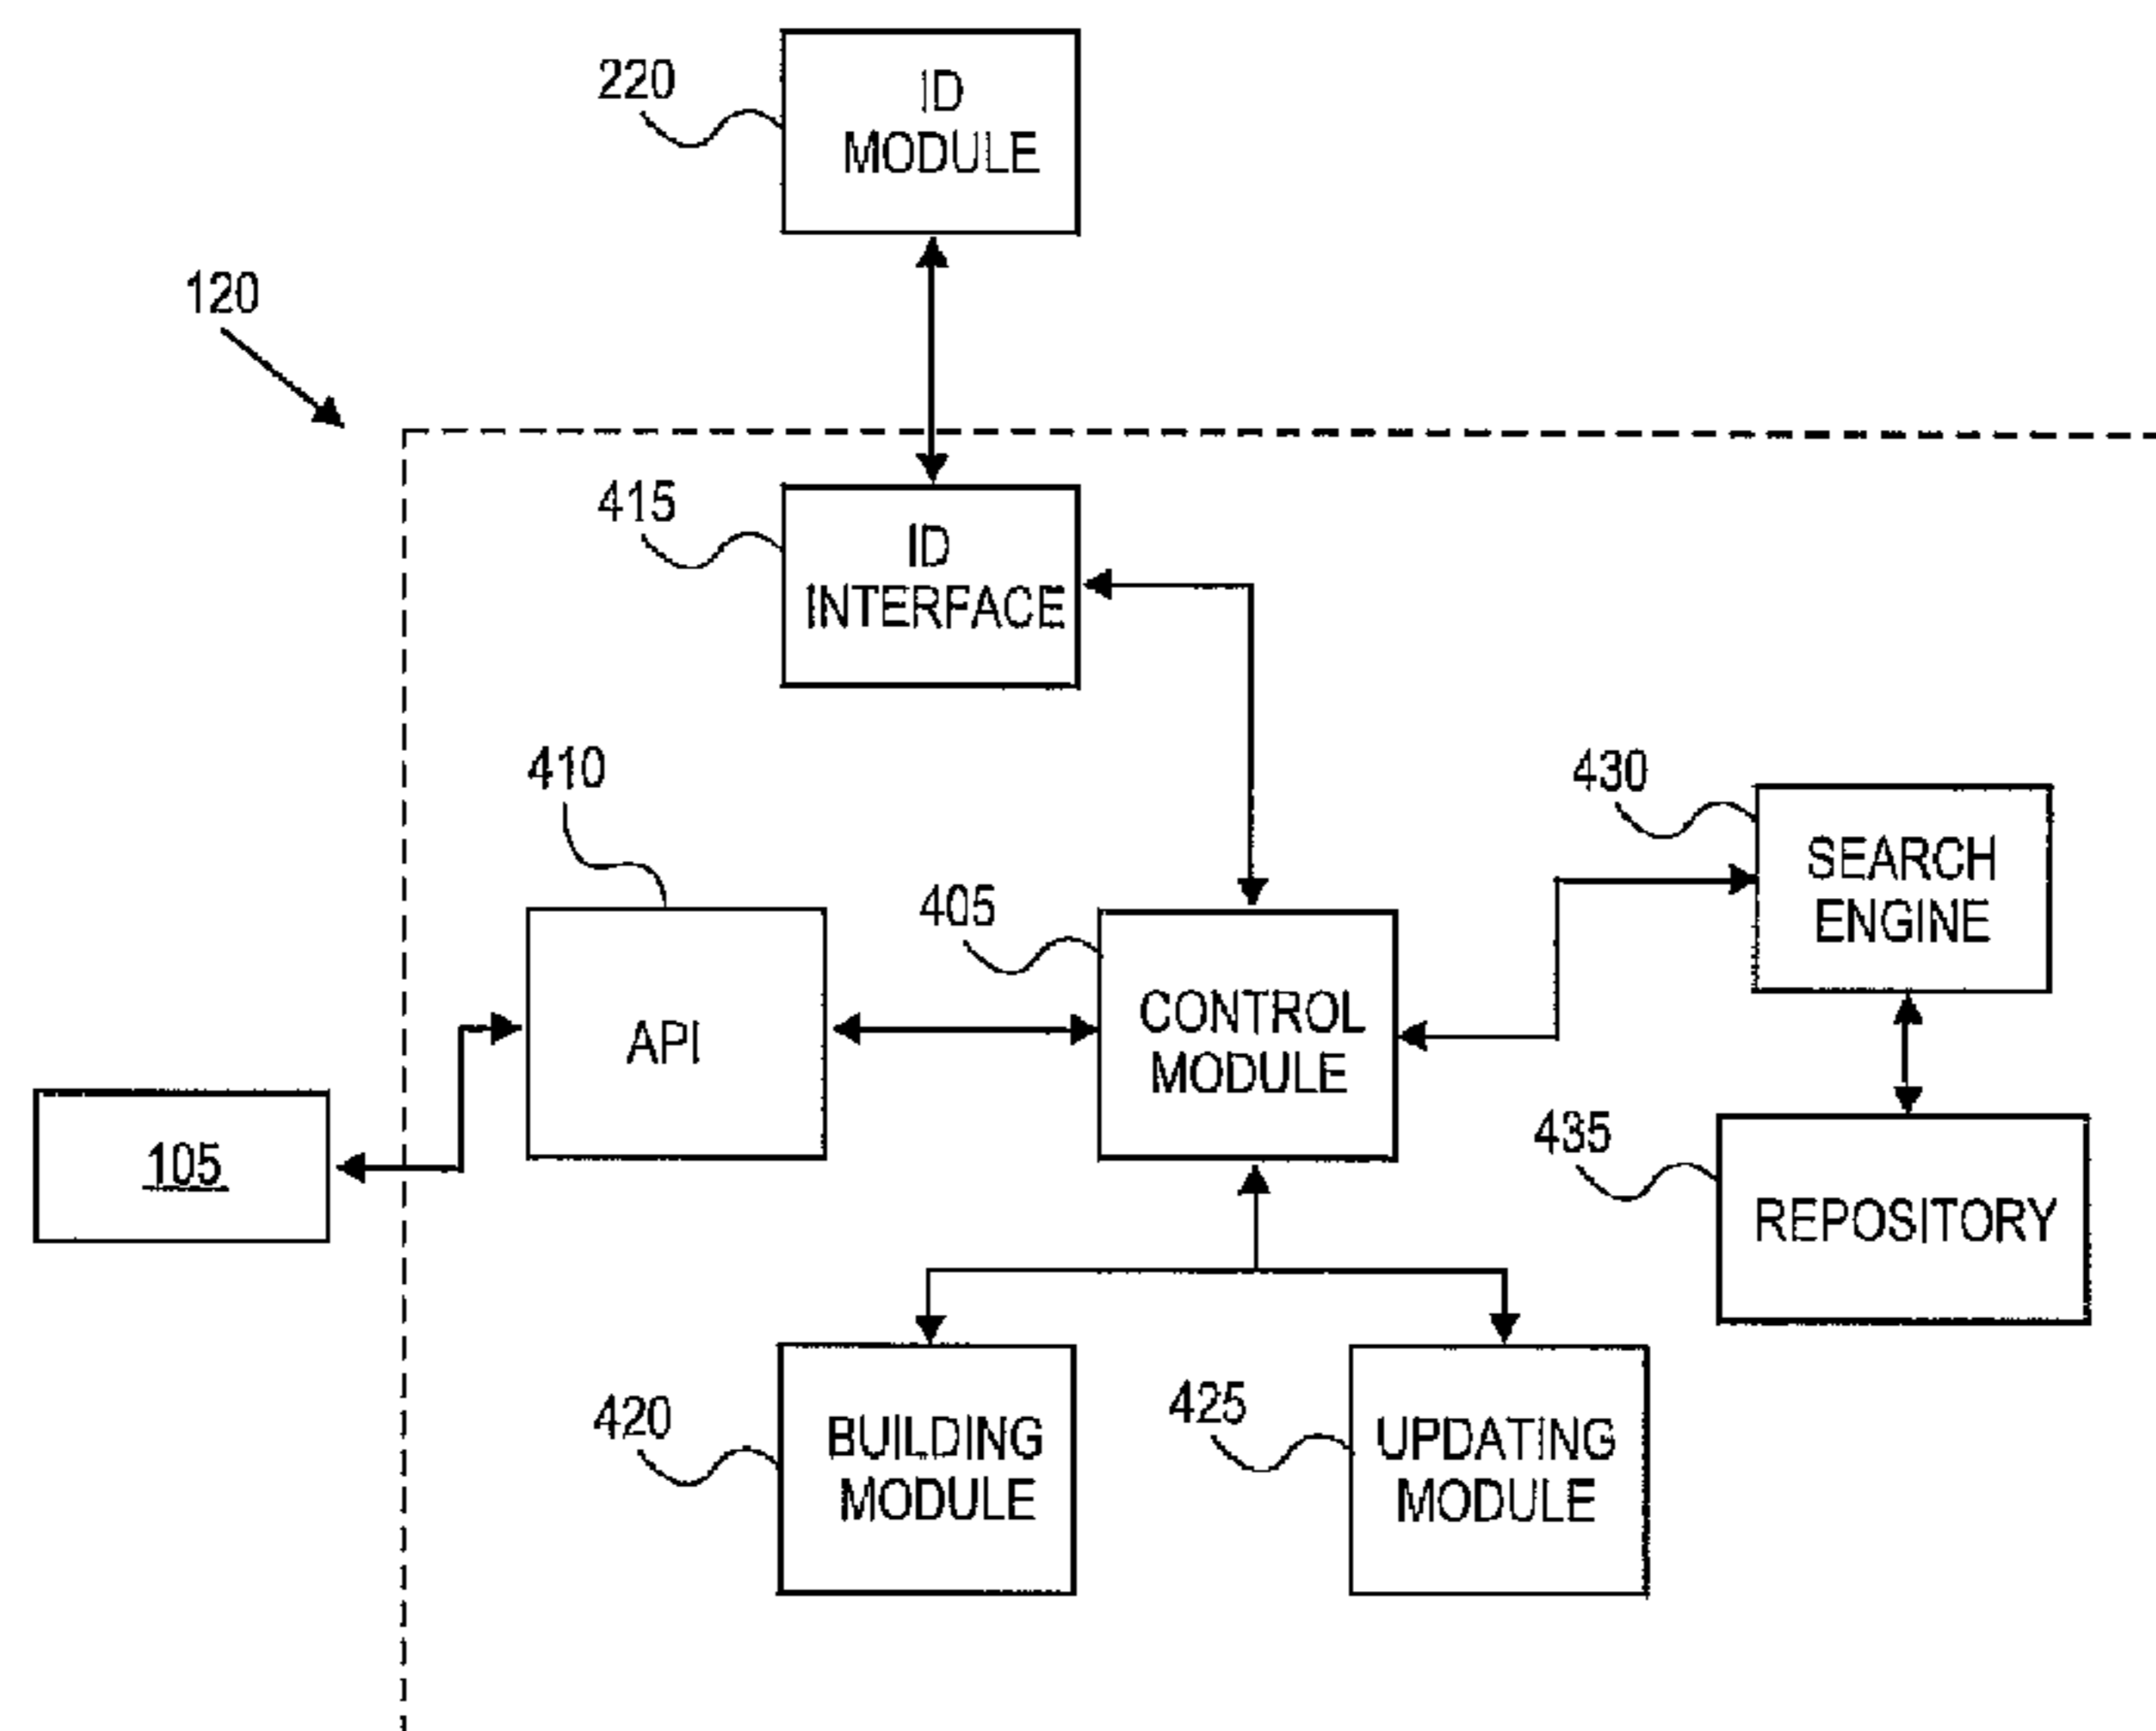 220
ID
MODULE
120
415
ID
INTERFACE
410
430
SEARCH
ENGINE
405
API
CONTROL
MODULE
105
435
REPOSITORY
420
BUILDING
MODULE
425
UPDATING
MODULE